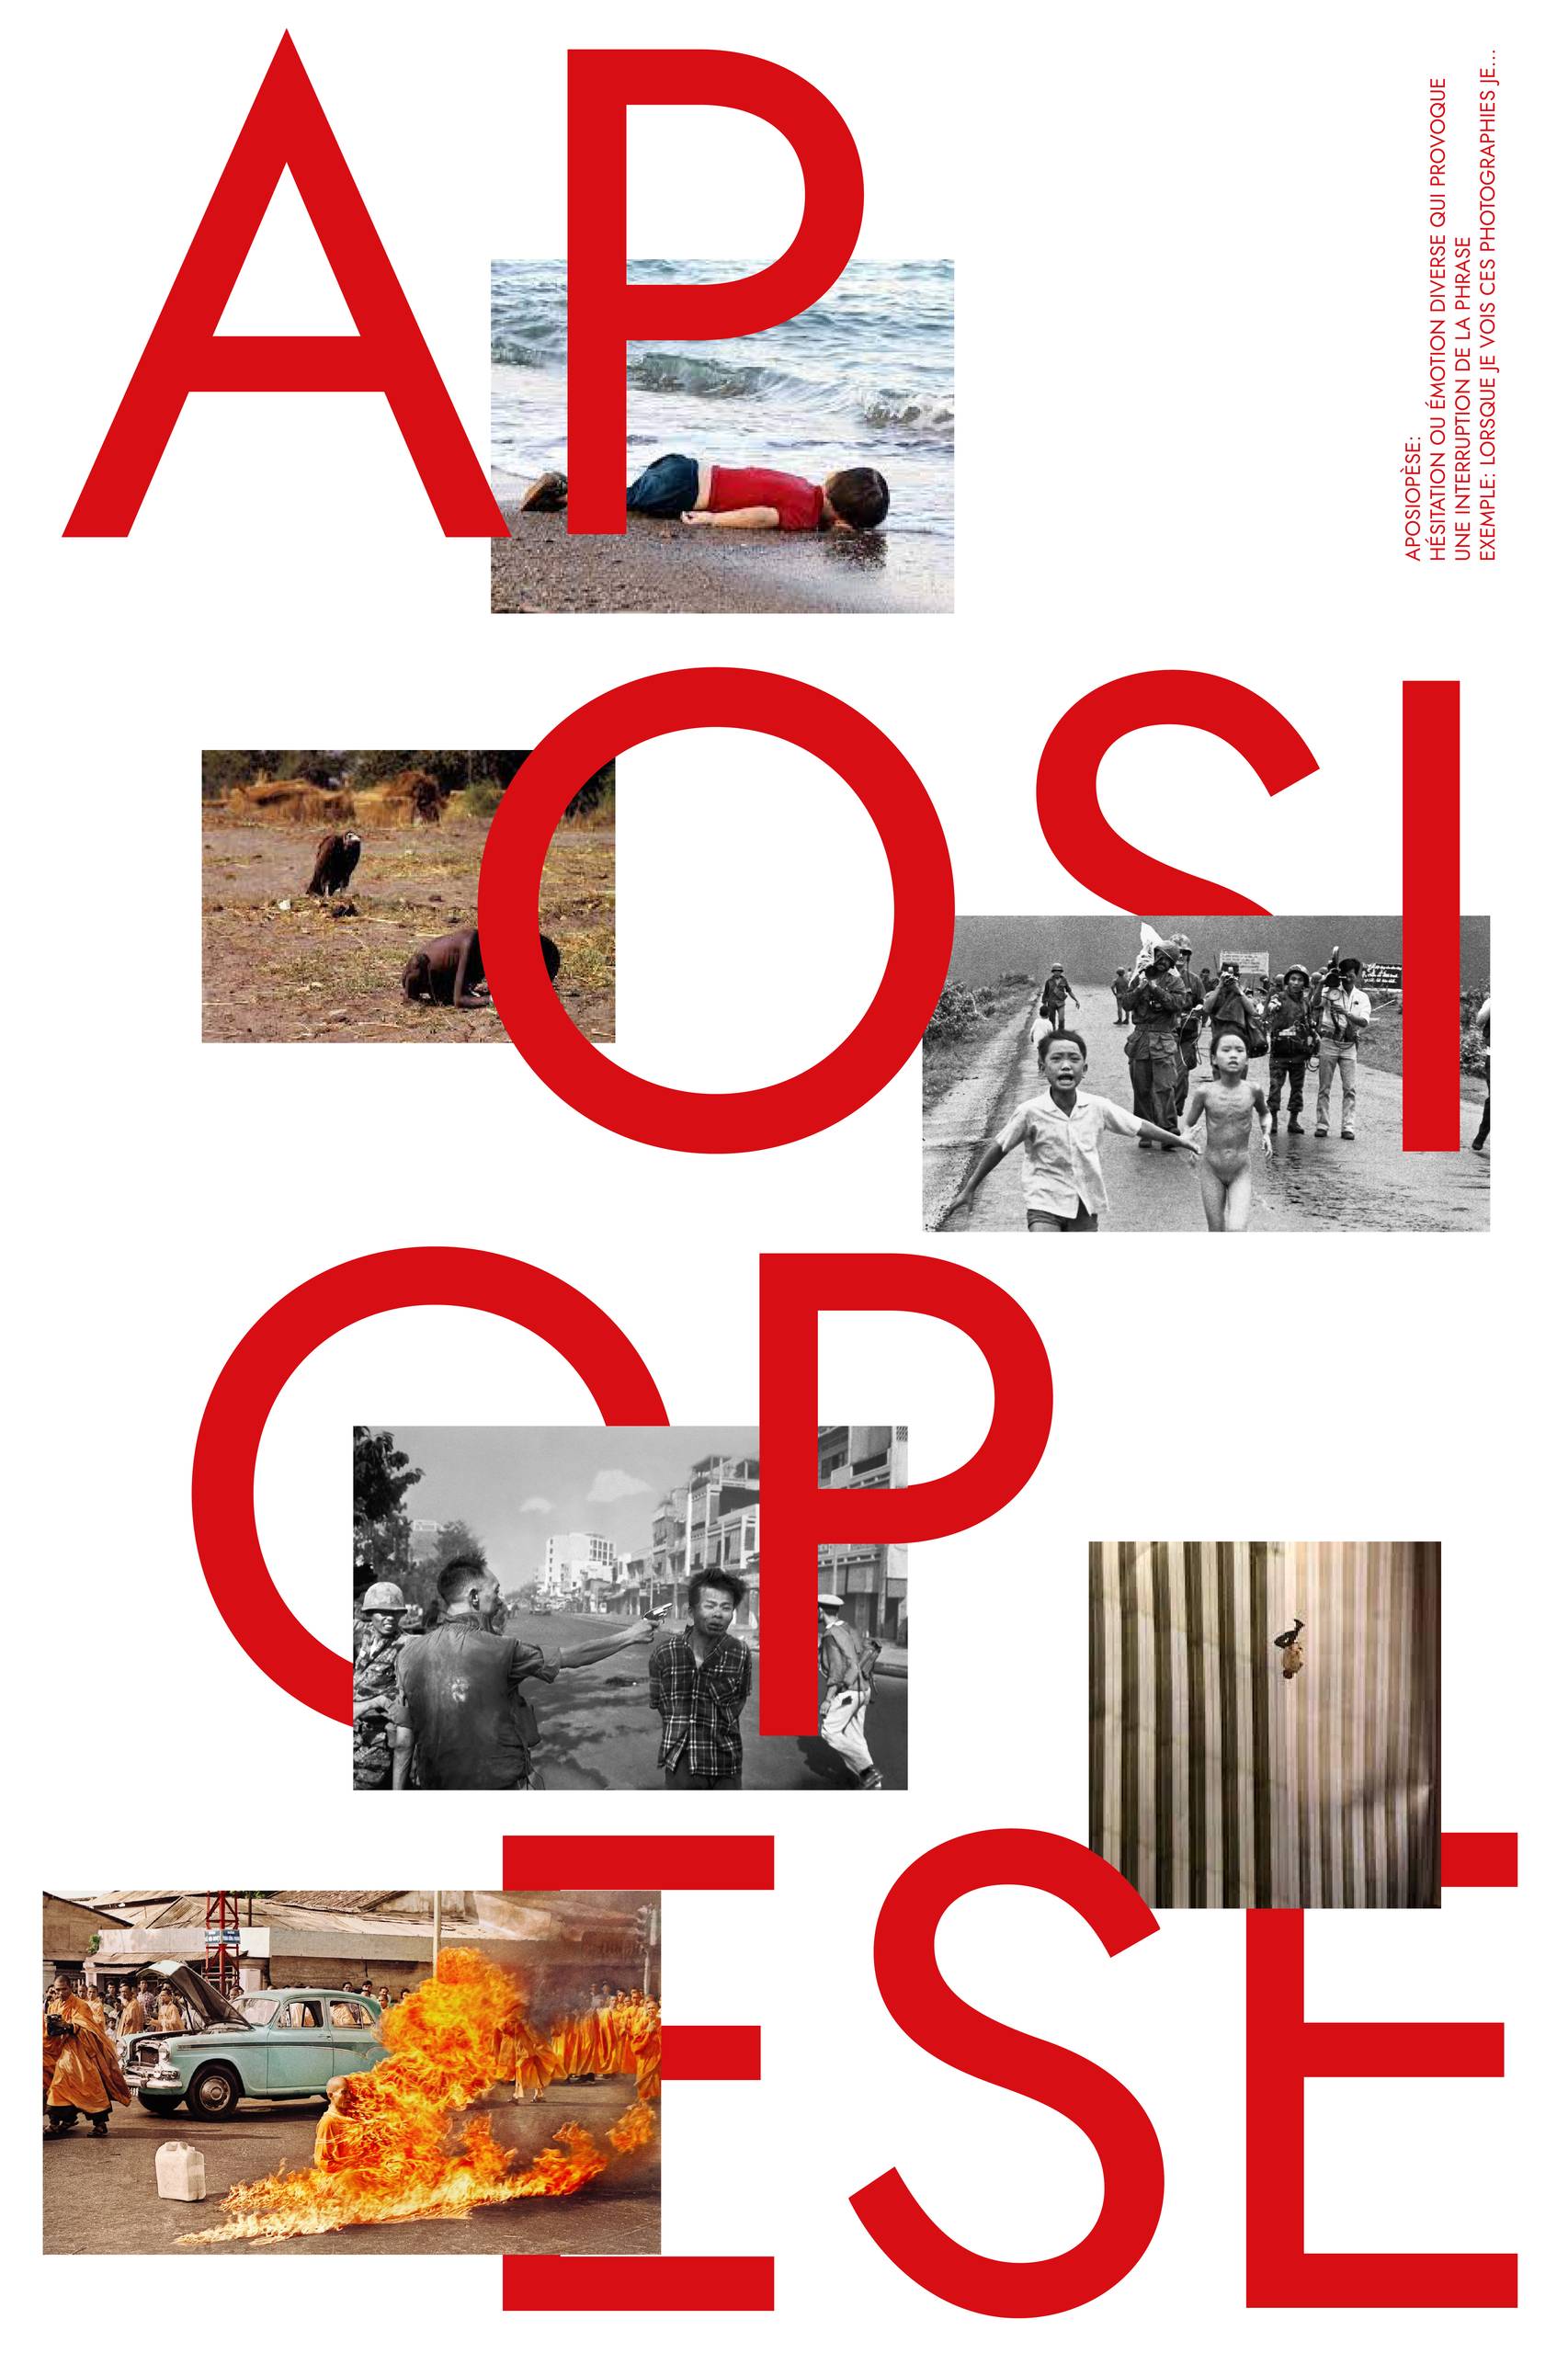 AP
OSI
OP
ESE
APOSIOPÈSE:
HÉSITATION OU ÉMOTION DIVERSE QUI PROVOQUE
UNE INTERRUPTION DE LA PHRASE
EXEMPLE: LORSQUE JE VOIS CES PHOTOGRAPHIES JE...